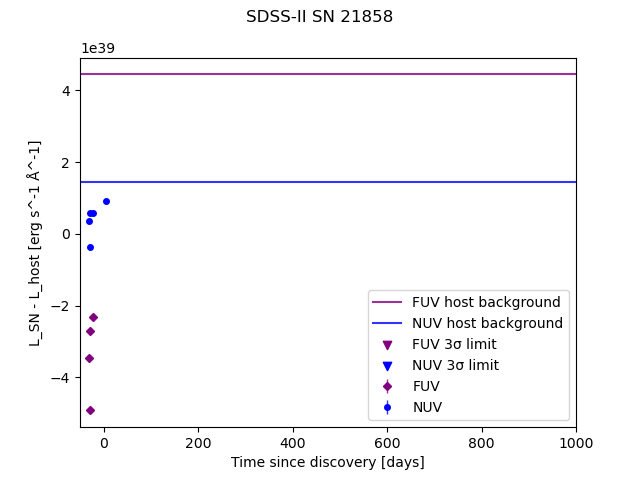 SDSS-II SN 21858
1e39
4
2
0
−2
−4
L_SN - L_host [erg s^-1 Å^-1]
FUV host background
NUV host background
FUV 3σ limit
NUV 3σ limit
FUV
NUV
0 200 400 600 800 1000
Time since discovery [days]